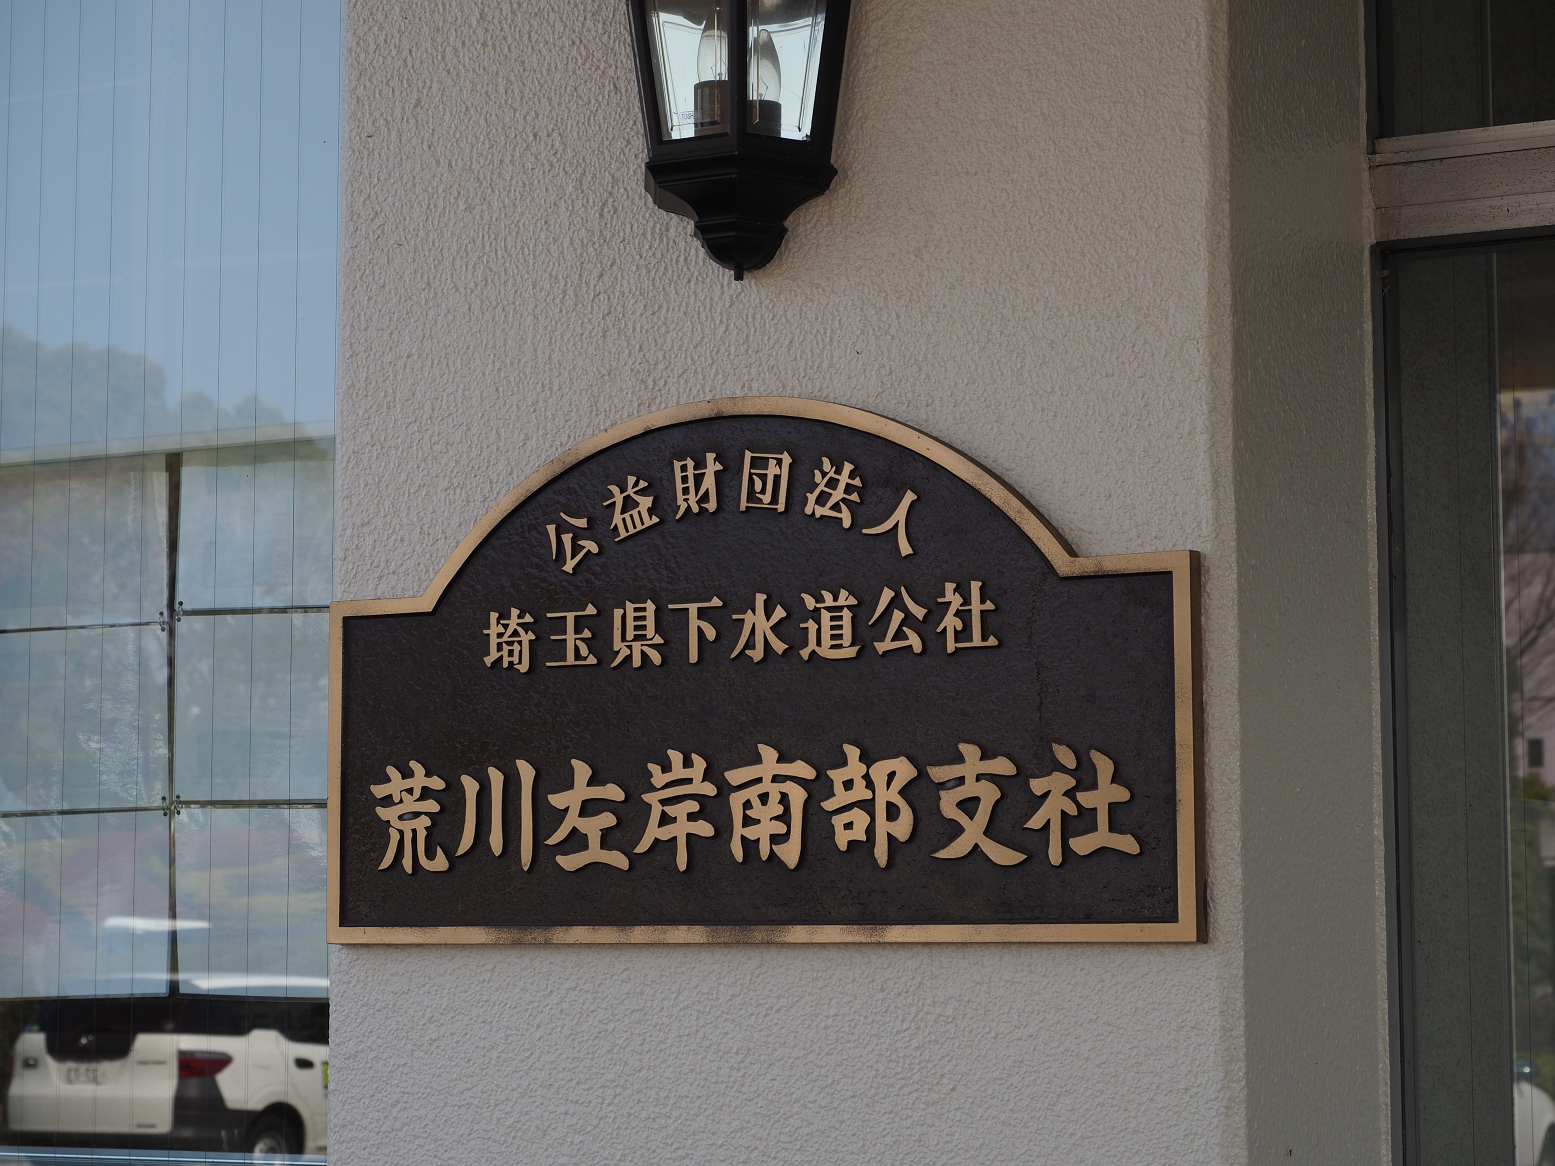 公益財団法人
埼玉県下水道公社
荒川左岸南部支社